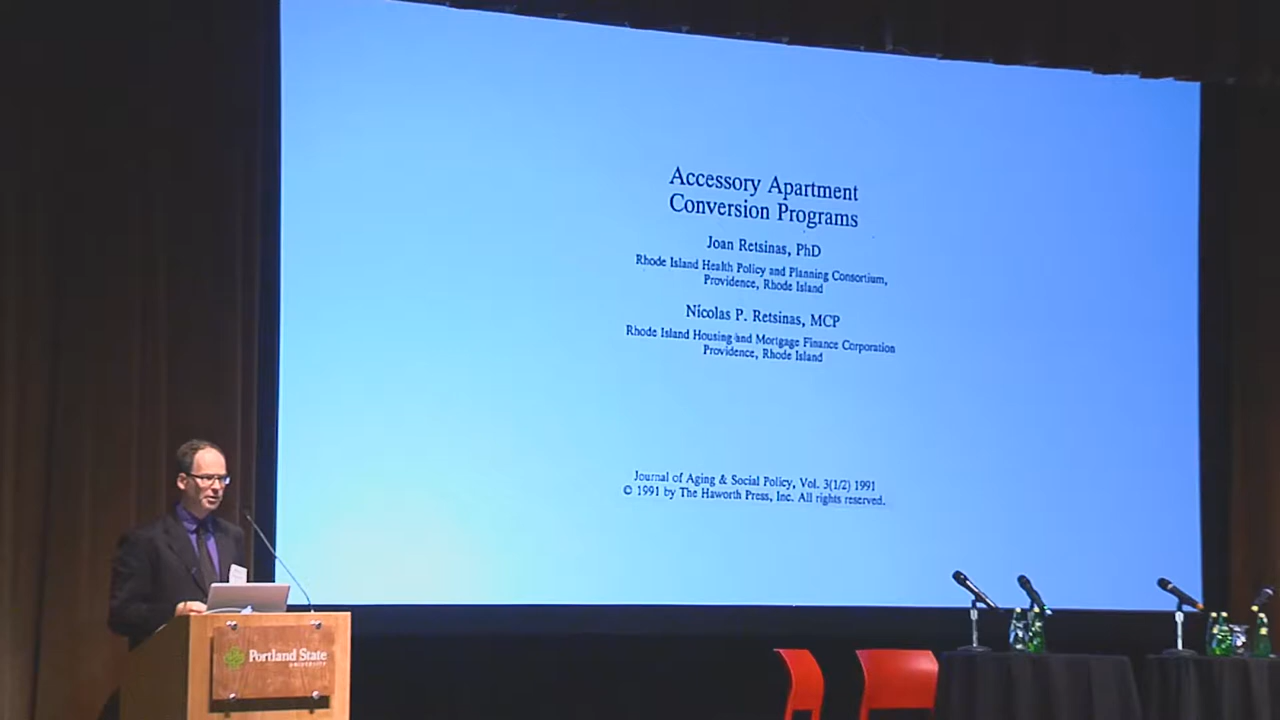 Accessory Apartment
Conversion Programs
Joan Retsinas, PhD
Rhode Island Health Policy and Planning Consortium,
Providence, Rhode Island
Nicolas P. Retsinas, MCP
Rhode Island Housing and Mortgage Finance Corporation
Providence, Rhode Island
Journal of Aging & Social Policy, Vol. 3(1/2) 1991
© 1991 by The Haworth Press, Inc. All rights reserved.
Portland State
UNIVERSITY